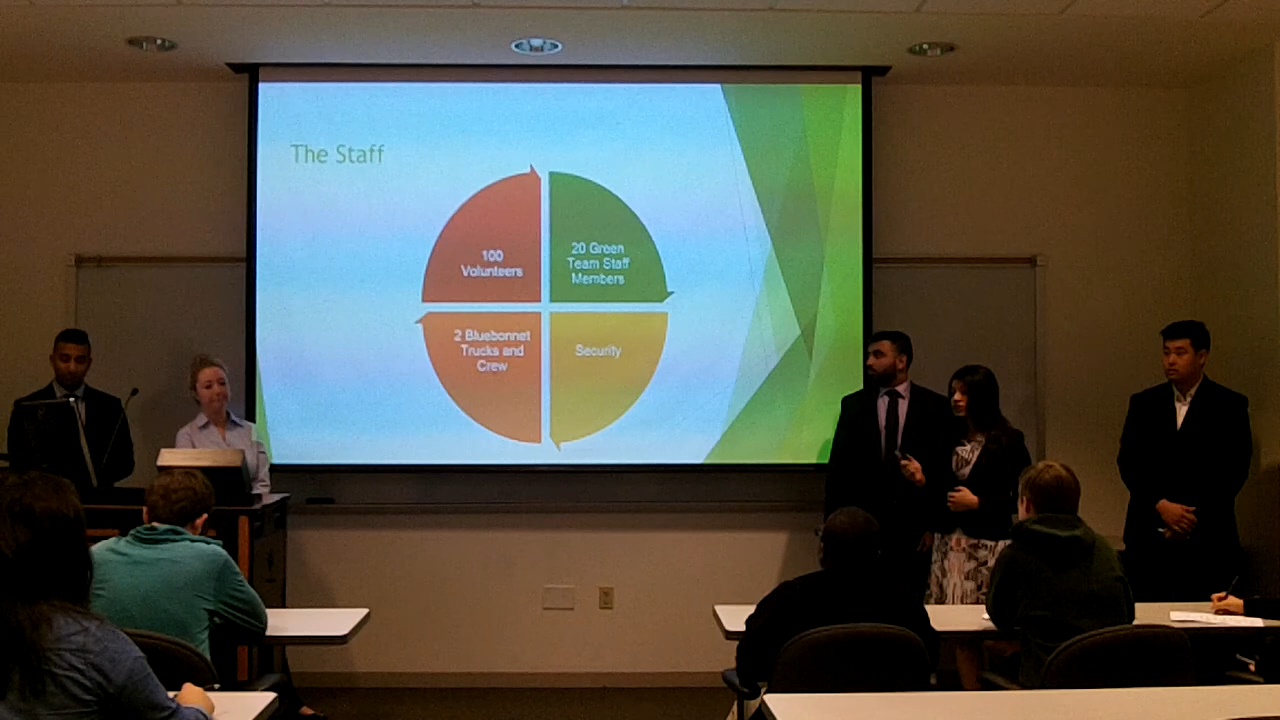 The Staff
100
Volunteers
20 Green
Team Staff
Members
2 Bluebonnet
Trucks and
Crew
Security